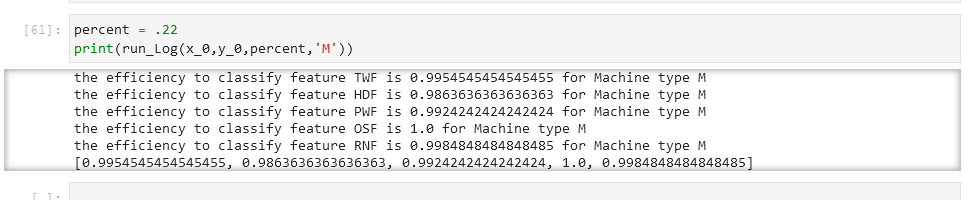 [61]: percent = .22
print(run_Log(x_0,y_0,percent,'M'))
the efficiency to classify feature TWF is 0.9954545454545455 for Machine type M
the efficiency to classify feature HDF is 0.9863636363636363 for Machine type M
the efficiency to classify feature PWF is 0.9924242424242424 for Machine type M
the efficiency to classify feature OSF is 1.0 for Machine type M
the efficiency to classify feature RNF is 0.9984848484848485 for Machine type M
[0.9954545454545455, 0.9863636363636363, 0.9924242424242424, 1.0, 0.9984848484848485]
[ ]: